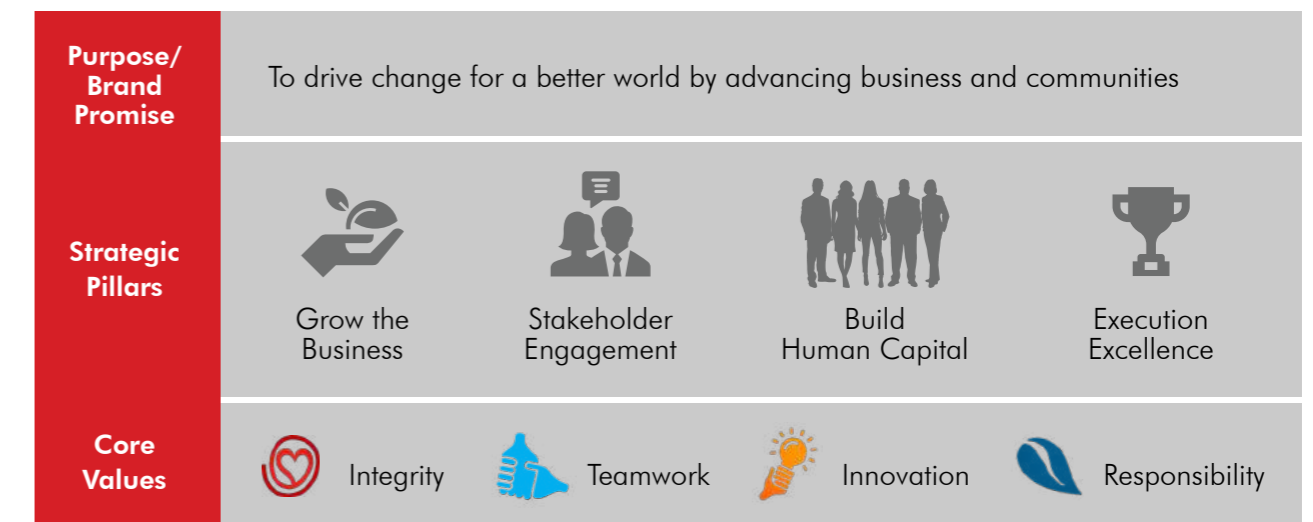 Purpose/
Brand
Promise
To drive change for a better world by advancing business and communities
Strategic
Pillars
Grow the
Business
Stakeholder
Engagement
Build
Human Capital
Execution
Excellence
Core
Values
Integrity
Teamwork
Innovation
Responsibility